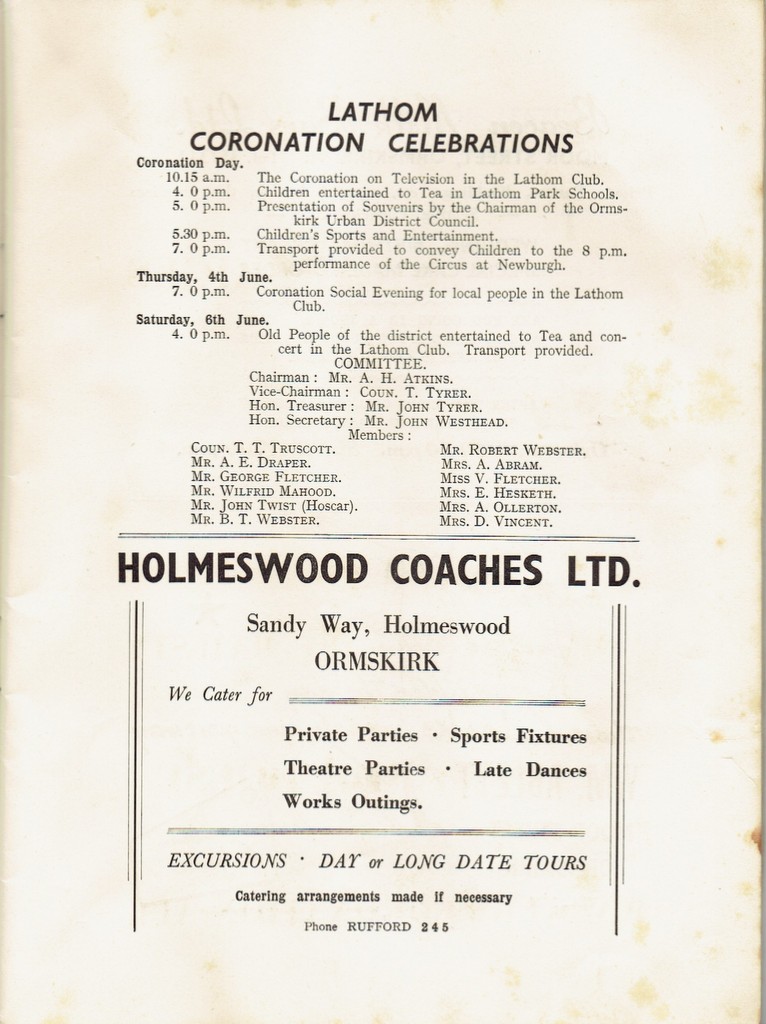 LATHOM
CORONATION CELEBRATIONS
Coronation Day.
10.15 a.m. The Coronation on Television in the Lathom Club.
4. 0 p.m. Children entertained to Tea in Lathom Park Schools.
5. 0 p.m. Presentation of Souvenirs by the Chairman of the Orms-
kirk Urban District Council.
5.30 p.m. Children's Sports and Entertainment.
7. 0 p.m. Transport provided to convey Children to the 8 p.m.
performance of the Circus at Newburgh.
Thursday, 4th June.
7. 0 p.m. Coronation Social Evening for local people in the Lathom
Club.
Saturday, 6th June.
4. 0 p.m. Old People of the district entertained to Tea and con-
cert in the Lathom Club. Transport provided.
COMMITTEE.
Chairman : MR. A. H. ATKINS.
Vice-Chairman : COUN. T. TYRER.
Hon. Treasurer : MR. JOHN TYRER.
Hon. Secretary : MR. JOHN WESTHEAD.
Members :
COUN. T. T. TRUSCOTT. MR. ROBERT WEBSTER.
MR. A. E. DRAPER. MRS. A. ABRAM.
MR. GEORGE FLETCHER. MISS V. FLETCHER.
MR. WILFRID MAHOOD. MRS. E. HESKETH.
MR. JOHN TWIST (Hoscar). MRS. A. OLLERTON.
MR. B. T. WEBSTER. MRS. D. VINCENT.
HOLMESWOOD COACHES LTD.
Sandy Way, Holmeswood
ORMSKIRK
We Cater for
Private Parties · Sports Fixtures
Theatre Parties · Late Dances
Works Outings.
EXCURSIONS · DAY or LONG DATE TOURS
Catering arrangements made if necessary
Phone RUFFORD 245